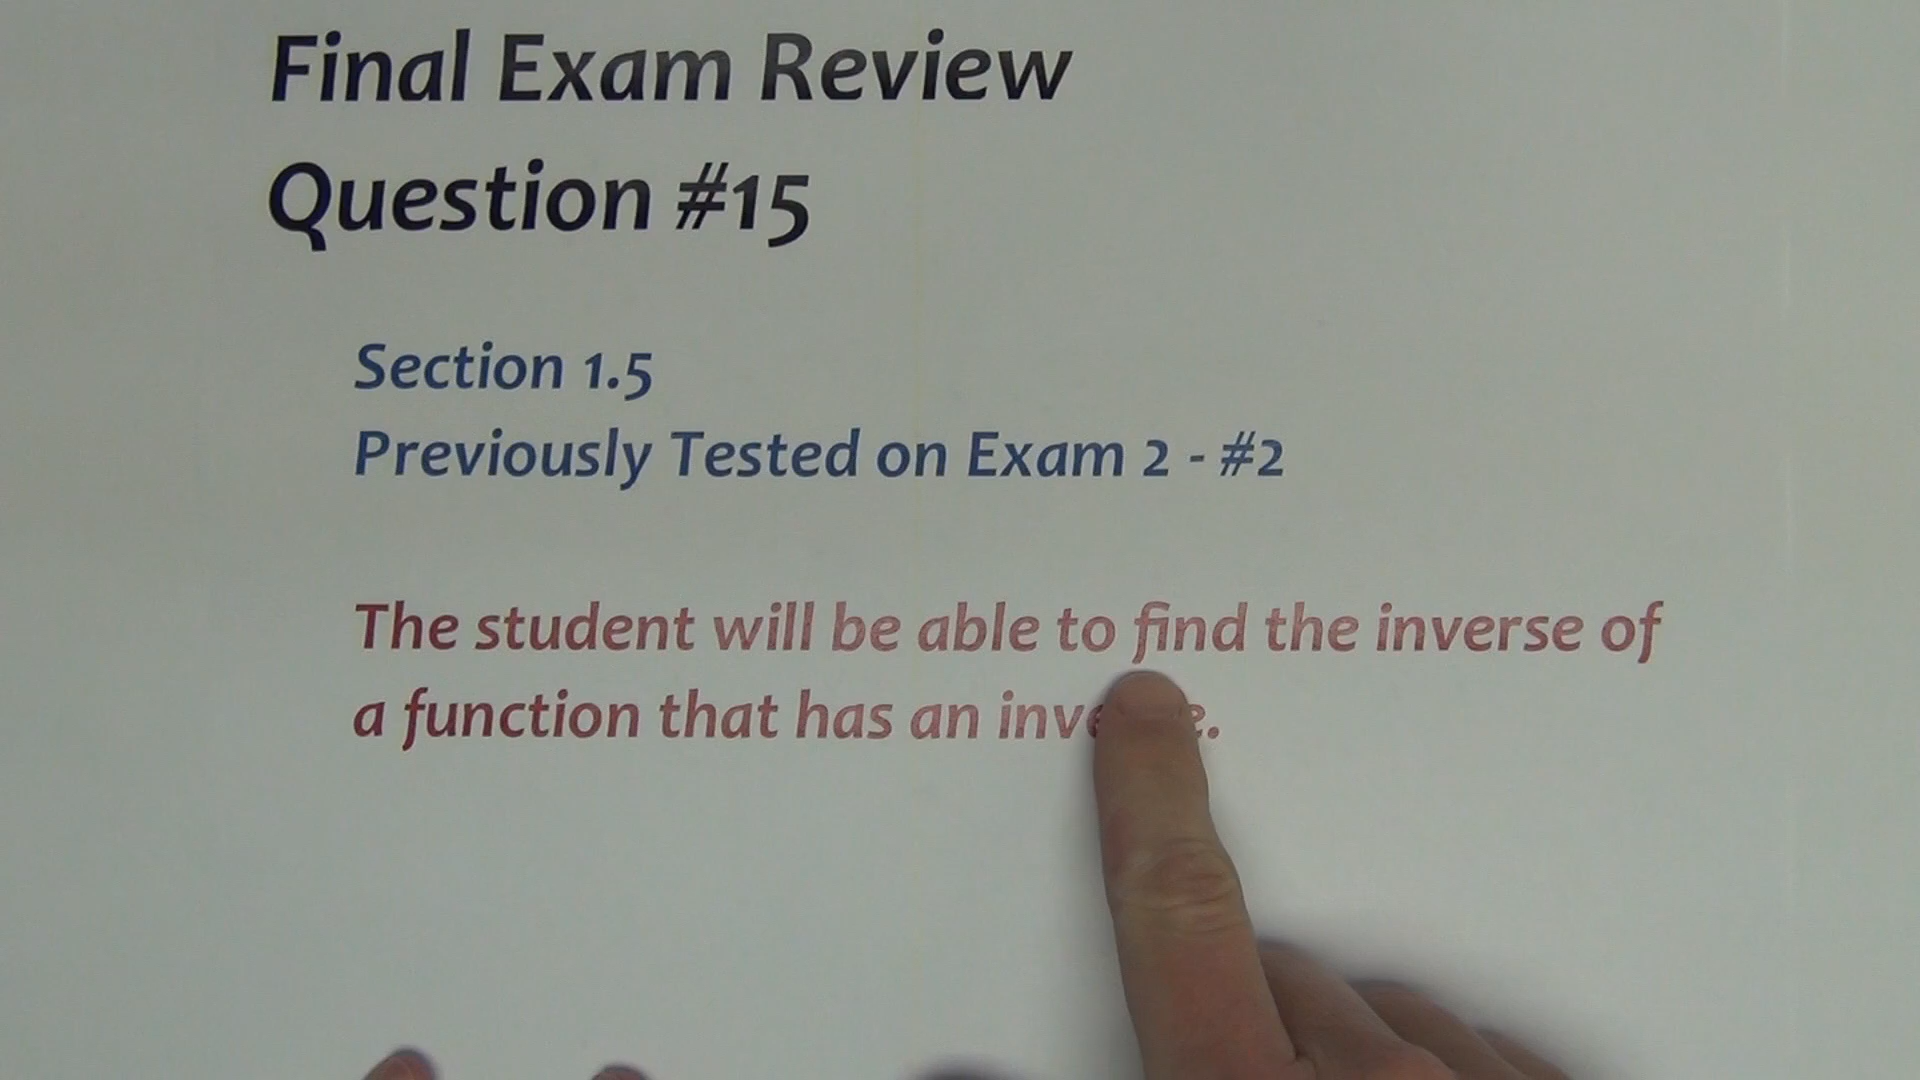 Final Exam Review
Question #15
Section 1.5
Previously Tested on Exam 2 - #2
The student will be able to find the inverse of
a function that has an